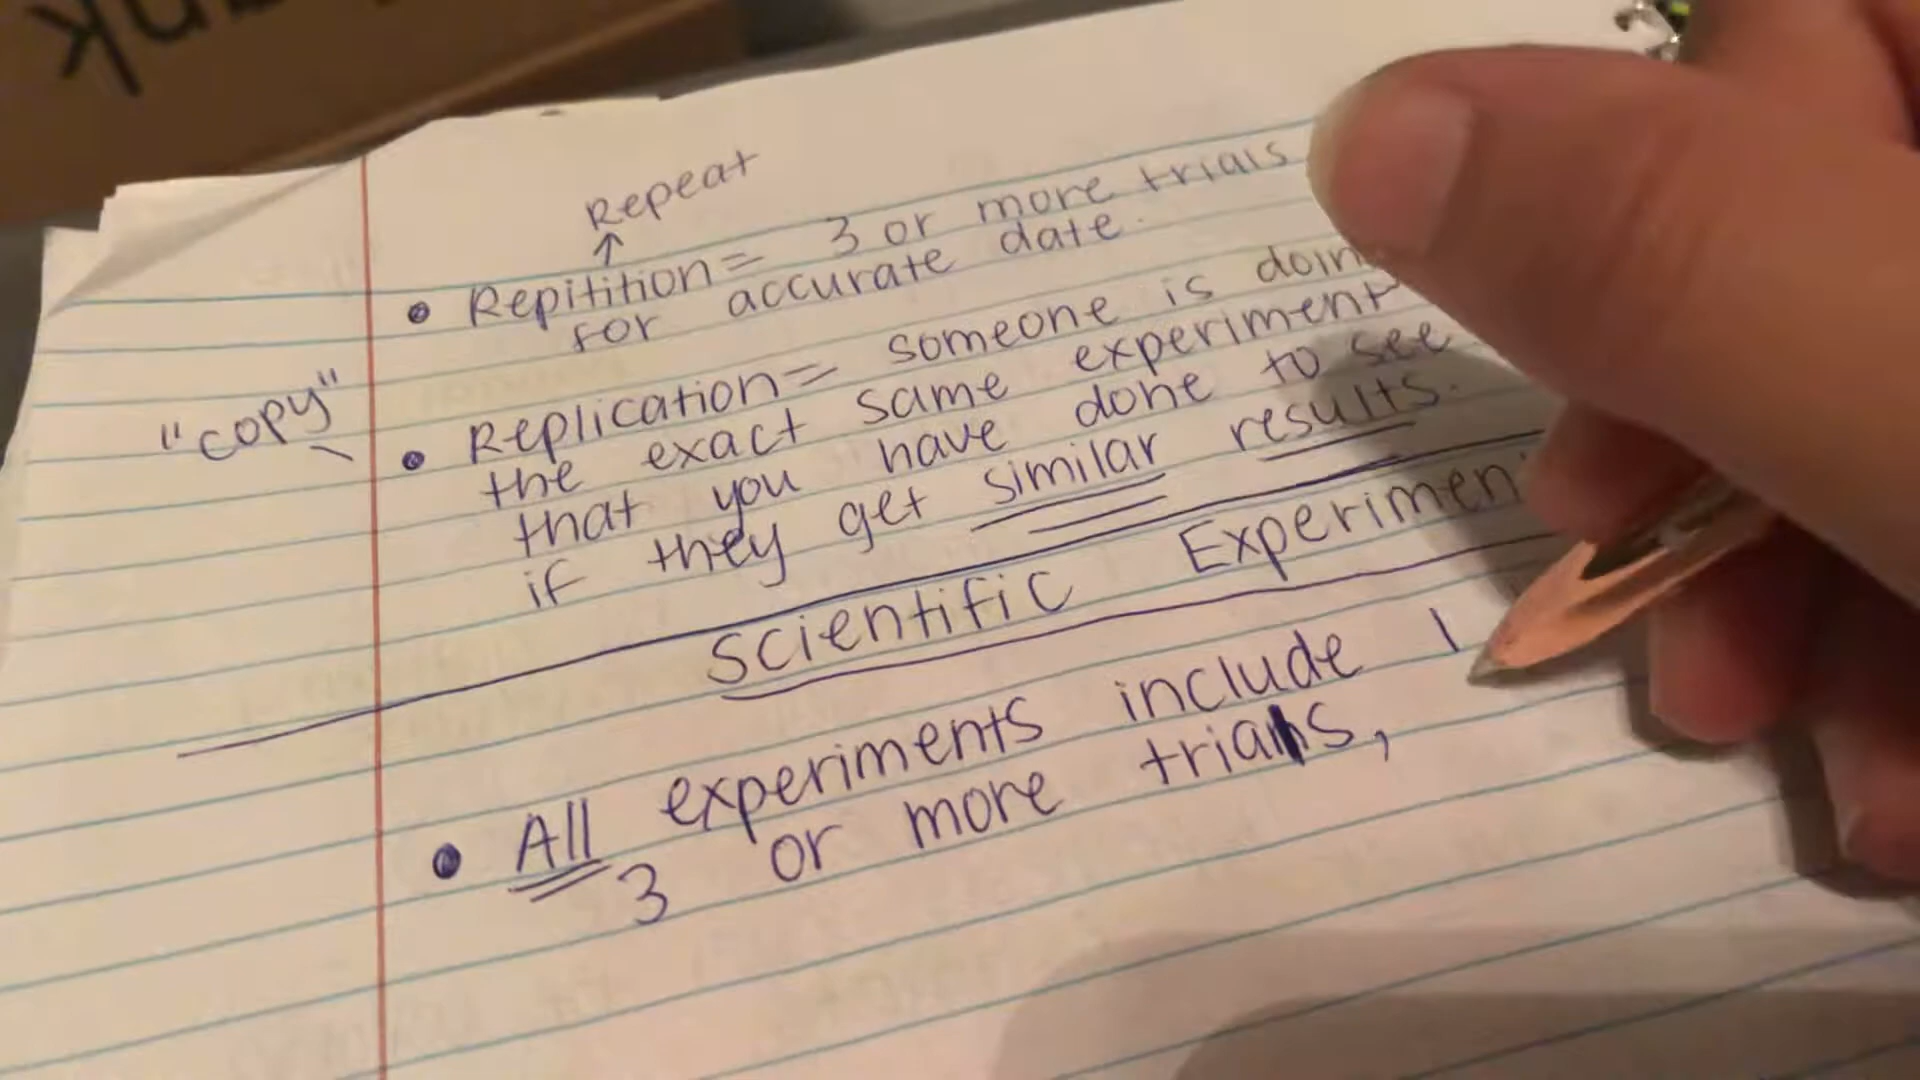 Repeat
• Repitition= 3 or more trials
for accurate date.
"copy"
• Replication= someone is doin
the exact same experiment
that you have done to see
if they get similar results.
Scientific Experimen
• All experiments include 1
3 or more trials,